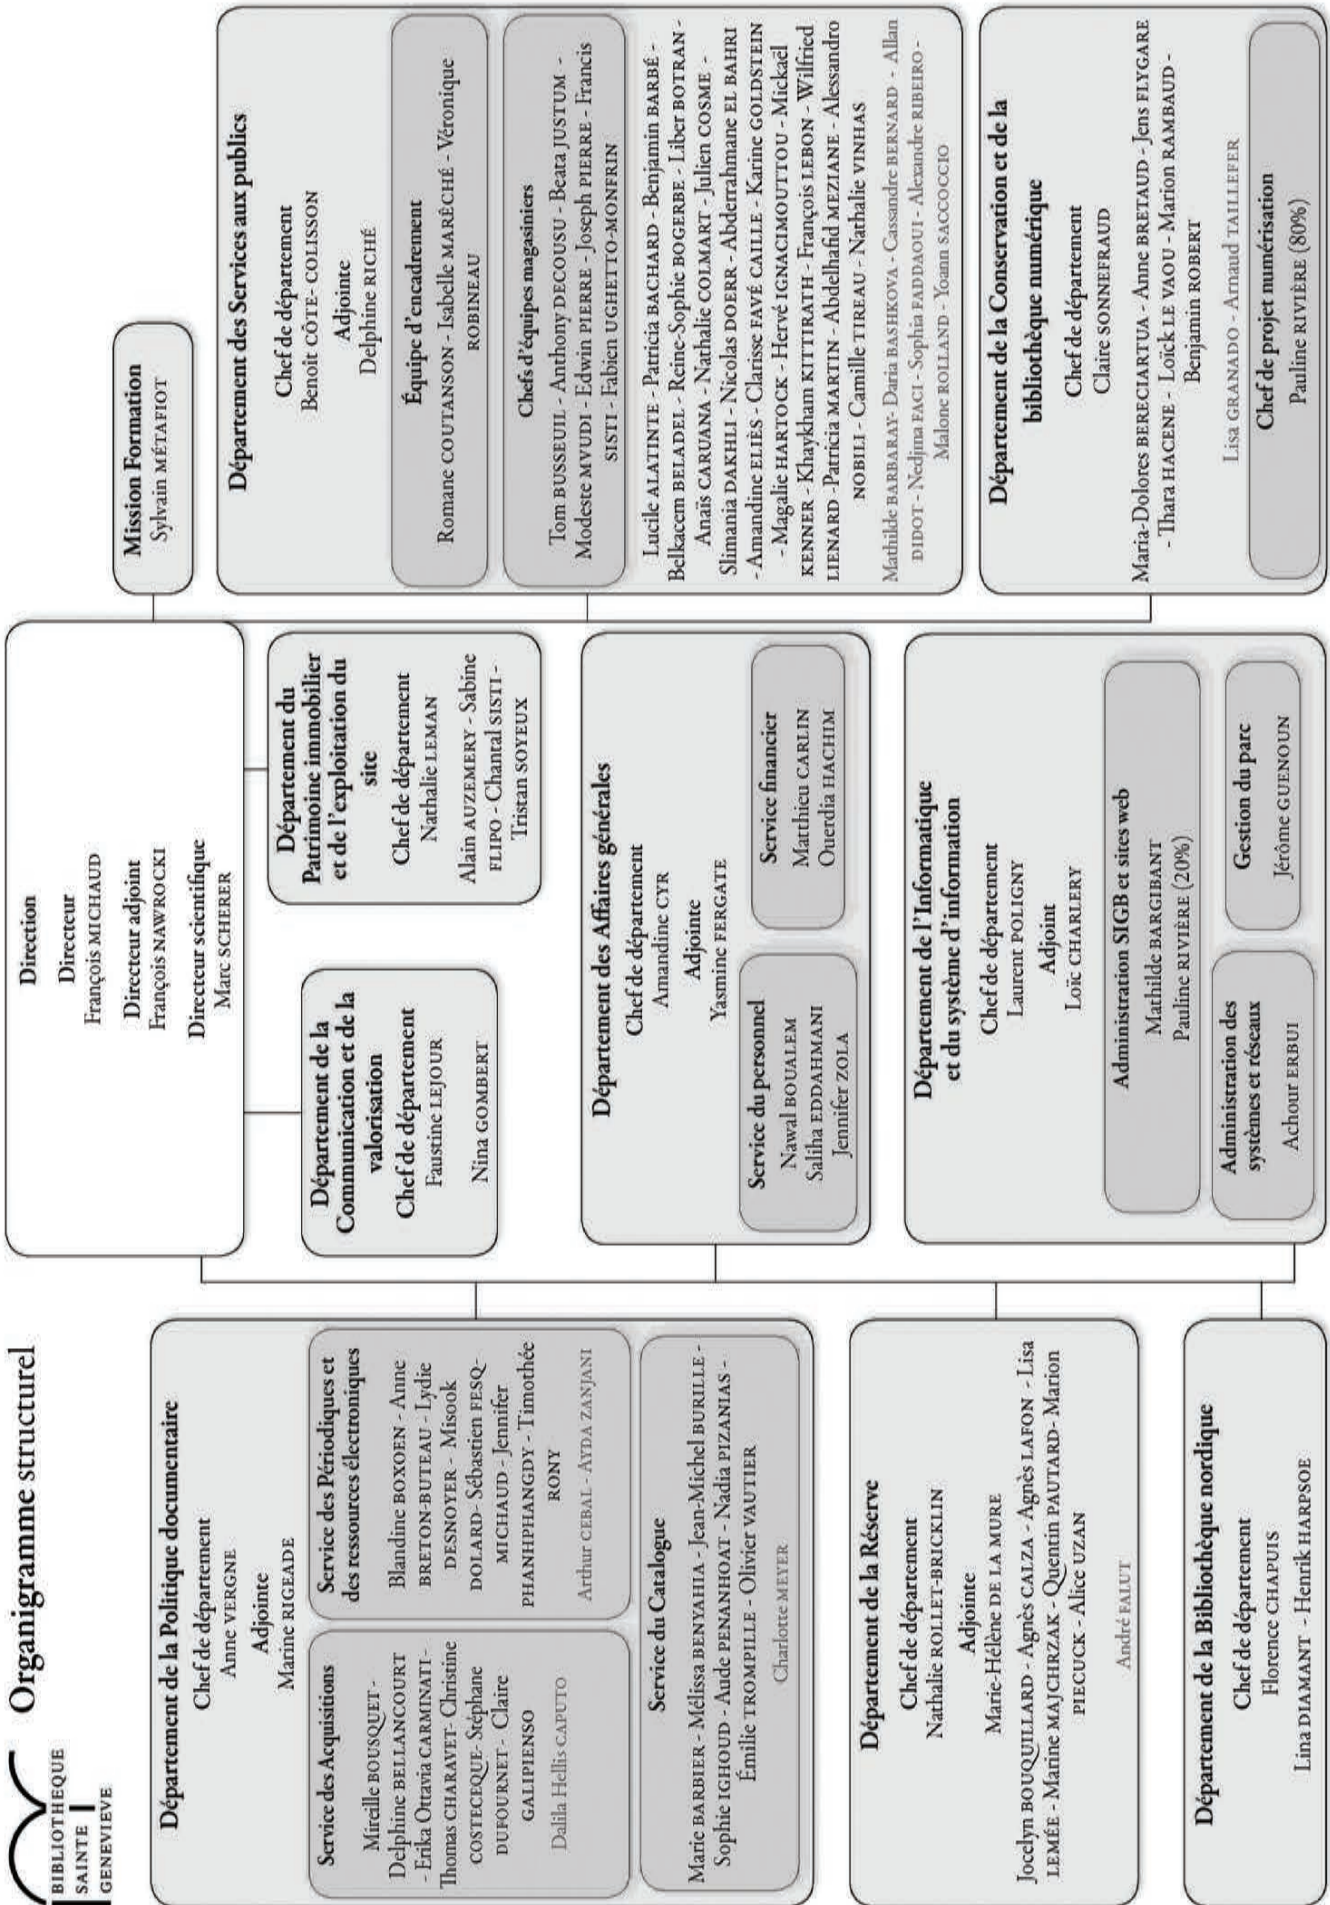 BIBLIOTHEQUE
SAINTE
GENEVIEVE
Organigramme structurel
Direction
Directeur
François MICHAUD
Directeur adjoint
François NAWROCKI
Directeur scientifique
Marc SCHERER
Mission Formation
Sylvain MÉTAFIOT
Département de la Politique documentaire
Chef de département
Anne VERGNE
Adjointe
Marine RIGEADE
Service des Acquisitions
Mireille BOUSQUET -
Delphine BELLANCOURT
- Erika Ottavia CARMINATI-
Thomas CHARAVET- Christine
COSTECEQUE- Stéphane
DUFOURNET - Claire
GALIPIENSO
Dalila Hellis CAPUTO
Service des Périodiques et
des ressources électroniques
Blandine BOXOEN - Anne
BRETON-BUTEAU - Lydie
DESNOYER - Misook
DOLARD- Sébastien FESQ-
MICHAUD - Jennifer
PHANHPHANGDY - Timothée
RONY
Arthur CEBAL - AYDA ZANJANI
Service du Catalogue
Marie BARBIER - Mélissa BENYAHIA - Jean-Michel BURILLE -
Sophie IGHOUD - Aude PENANHOAT - Nadia PIZANIAS -
Émilie TROMPILLE - Olivier VAUTIER
Charlotte MEYER
Département de la Réserve
Chef de département
Nathalie ROLLET-BRICKLIN
Adjointe
Marie-Hélène DE LA MURE
Jocelyn BOUQUILLARD - Agnès CALZA - Agnès LAFON - Lisa
LEMÉE - Marine MAJCHRZAK - Quentin PAUTARD- Marion
PIECUCK - Alice UZAN
André FALUT
Département de la Bibliothèque nordique
Chef de département
Florence CHAPUIS
Lina DIAMANT - Henrik HARPSOE
Département de la
Communication et de la
valorisation
Chef de département
Faustine LEJOUR
Nina GOMBERT
Département du
Patrimoine immobilier
et de l'exploitation du
site
Chef de département
Nathalie LEMAN
Alain AUZEMERY - Sabine
FLIPO - Chantal SISTI -
Tristan SOYEUX
Département des Affaires générales
Chef de département
Amandine CYR
Adjointe
Yasmine FERGATE
Service du personnel
Nawal BOUALEM
Saliha EDDAHMANI
Jennifer ZOLA
Service financier
Matthieu CARLIN
Ouerdia HACHIM
Département de l'Informatique
et du système d'information
Chef de département
Laurent POLIGNY
Adjoint
Loïc CHARLERY
Administration SIGB et sites web
Mathilde BARGIBANT
Pauline RIVIÈRE (20%)
Administration des
systèmes et réseaux
Achour ERBUI
Gestion du parc
Jérôme GUENOUN
Département des Services aux publics
Chef de département
Benoît CÔTE- COLISSON
Adjointe
Delphine RICHÉ
Équipe d'encadrement
Romane COUTANSON - Isabelle MARÊCHÉ - Véronique
ROBINEAU
Chefs d'équipes magasiniers
Tom BUSSEUIL - Anthony DECOUSU - Beata JUSTUM -
Modeste MVUDI - Edwin PIERRE - Joseph PIERRE - Francis
SISTI - Fabien UGHETTO-MONFRIN
Lucile ALATINTE - Patricia BACHARD - Benjamin BARBÉ -
Belkacem BELADEL - Reine-Sophie BOGERBE - Liber BOTRAN -
Anaïs CARUANA - Nathalie COLMART - Julien COSME -
Slimania DAKHLI - Nicolas DOERR - Abderrahmane EL BAHRI
- Amandine ELIÈS - Clarisse FAVÉ CAILLE - Karine GOLDSTEIN
- Magalie HARTOCK - Hervé IGNACIMOUTTOU - Mickaël
KENNER - Khaykham KITTIRATH - François LEBON - Wilfried
LIENARD -Patricia MARTIN - Abdelhafid MEZIANE - Alessandro
NOBILI - Camille TIREAU - Nathalie VINHAS
Mathilde BARBARAY- Daria BASHKOVA - Cassandre BERNARD - Allan
DIDOT - Nedjma FACI - Sophia FADDAOUI - Alexandre RIBEIRO -
Malone ROLLAND - Yoann SACCOCCIO
Département de la Conservation et de la
bibliothèque numérique
Chef de département
Claire SONNEFRAUD
Maria-Dolores BERECIARTUA - Anne BRETAUD - Jens FLYGARE
- Thara HACENE - Loïck LE VAOU - Marion RAMBAUD -
Benjamin ROBERT
Lisa GRANADO - Arnaud TAILLEFER
Chef de projet numérisation
Pauline RIVIÈRE (80%)